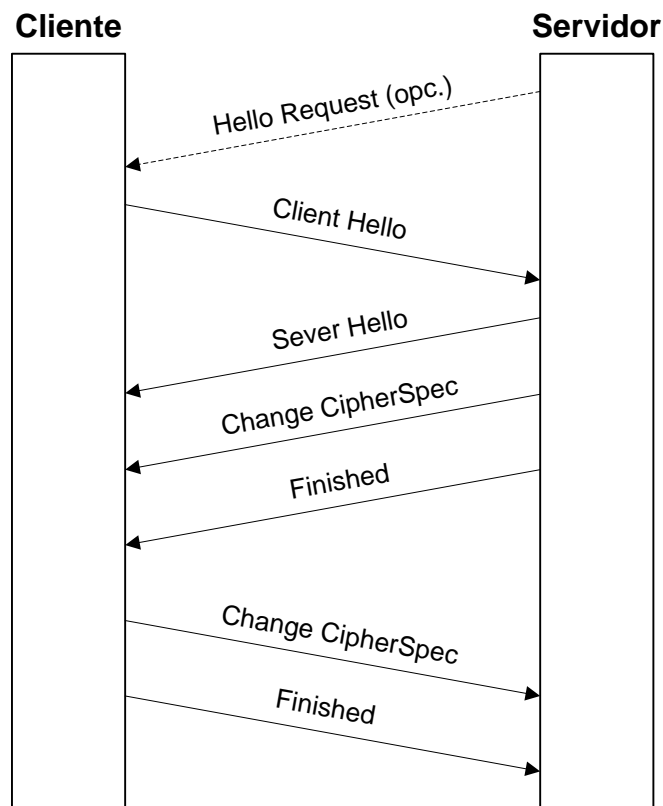 Cliente
Servidor
Hello Request (opc.)
Client Hello
Sever Hello
Change CipherSpec
Finished
Change CipherSpec
Finished